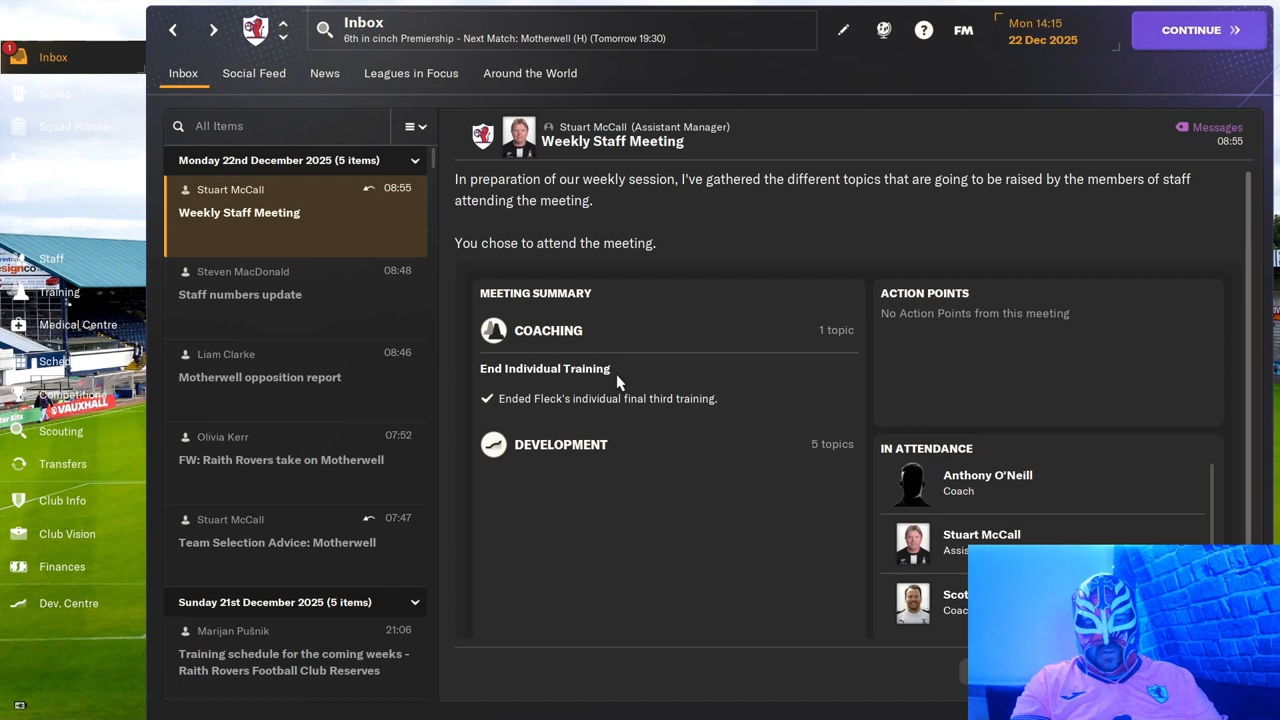 Inbox
6th in cinch Premiership - Next Match: Motherwell (H) (Tomorrow 19:30)
FM
Mon 14:15
22 Dec 2025
CONTINUE
1
Inbox
Squad
Squad Planner
Staff
Training
Medical Centre
Competitions
Scouting
Transfers
Club Info
Club Vision
Finances
Dev. Centre
VAUXHALL
Inbox
Social Feed
News
Leagues in Focus
Around the World
All Items
Monday 22nd December 2025 (5 items)
Stuart McCall
08:55
Weekly Staff Meeting
Steven MacDonald
08:48
Staff numbers update
Liam Clarke
08:46
Motherwell opposition report
Olivia Kerr
07:52
FW: Raith Rovers take on Motherwell
Stuart McCall
07:47
Team Selection Advice: Motherwell
Sunday 21st December 2025 (5 items)
Marijan Pušnik
21:06
Training schedule for the coming weeks -
Raith Rovers Football Club Reserves
Stuart McCall (Assistant Manager)
Weekly Staff Meeting
Messages
08:55
In preparation of our weekly session, I've gathered the different topics that are going to be raised by the members of staff
attending the meeting.
You chose to attend the meeting.
MEETING SUMMARY
COACHING
1 topic
End Individual Training
Ended Fleck's individual final third training.
DEVELOPMENT
5 topics
ACTION POINTS
No Action Points from this meeting
IN ATTENDANCE
Anthony O'Neill
Coach
Stuart McCall
Assis
Scot
Coac